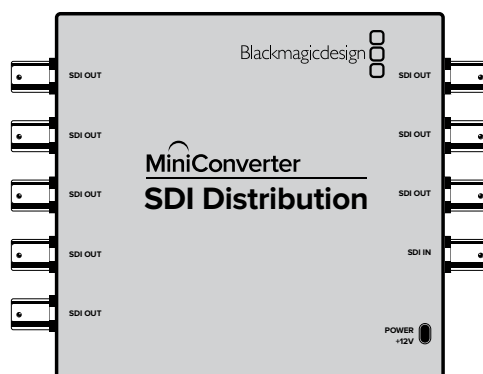 Blackmagicdesign
SDI OUT
SDI OUT
SDI OUT
SDI OUT
MiniConverter
SDI Distribution
SDI OUT
SDI OUT
SDI OUT
SDI IN
SDI OUT
POWER
+12V